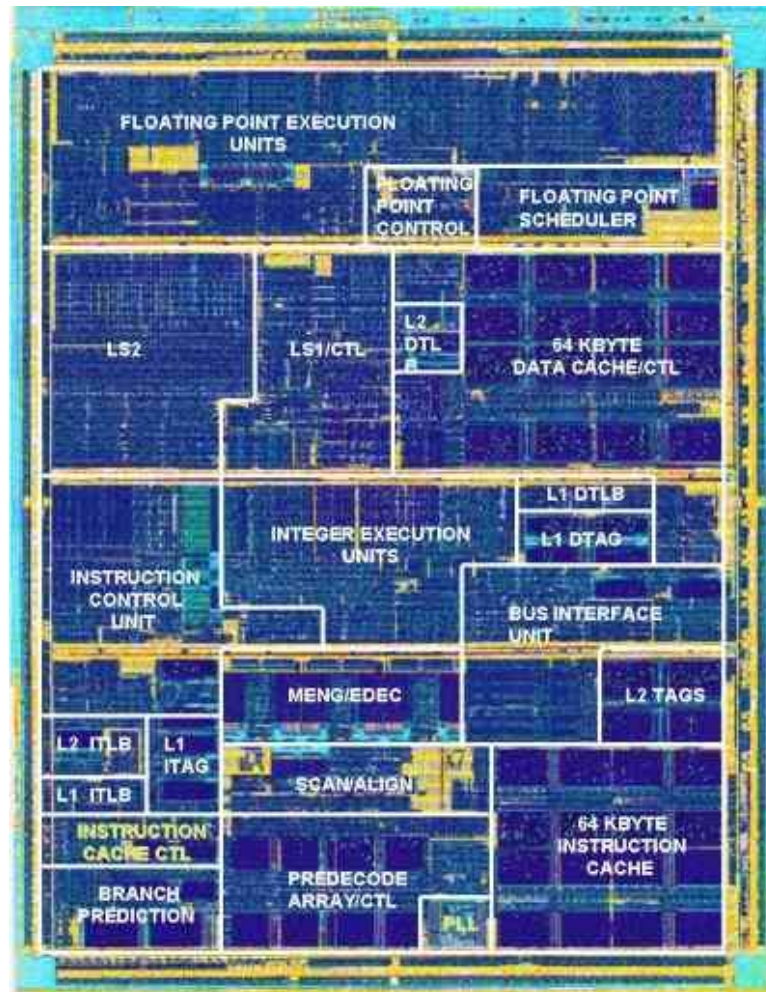 FLOATING POINT EXECUTION
UNITS
FLOATING
POINT
CONTROL
FLOATING POINT
SCHEDULER
LS2
LS1/CTL
L2
DTL
B
64 KBYTE
DATA CACHE/CTL
L1 DTLB
L1 DTAG
INTEGER EXECUTION
UNITS
INSTRUCTION
CONTROL
UNIT
BUS INTERFACE
UNIT
MENG/EDEC
L2 TAGS
L2 ITLB
L1
ITAG
L1 ITLB
SCAN/ALIGN
INSTRUCTION
CACHE CTL
64 KBYTE
INSTRUCTION
CACHE
BRANCH
PREDICTION
PREDECODE
ARRAY/CTL
PLL